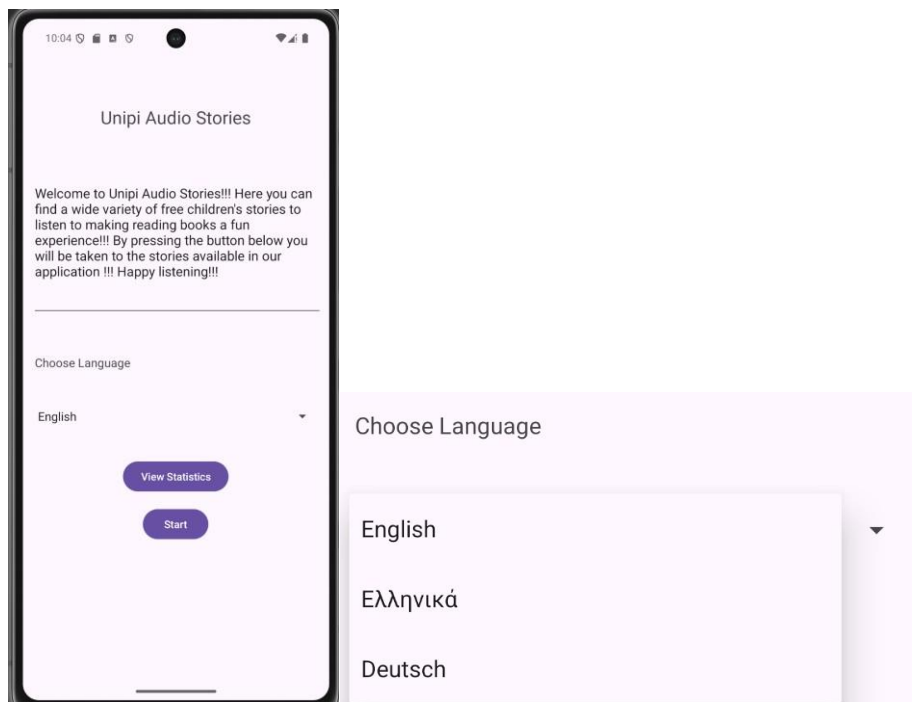 10:04
Unipi Audio Stories
Welcome to Unipi Audio Stories!!! Here you can
find a wide variety of free children's stories to
listen to making reading books a fun
experience!!! By pressing the button below you
will be taken to the stories available in our
application !!! Happy listening!!!
Choose Language
English
View Statistics
Start
Choose Language
English
Ελληνικά
Deutsch